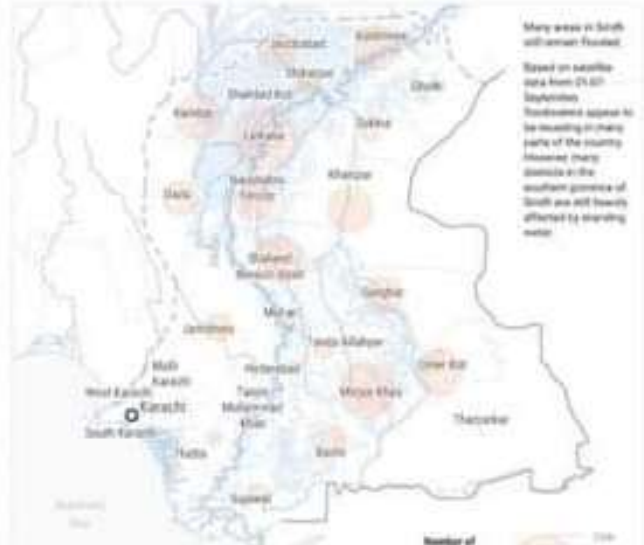 Many areas in Sindh
still remain flooded.
Based on satellite
data from 01-07
September,
floodwaters appear to
be receding in many
parts of the country.
However, many
districts in the
southern province of
Sindh are still heavily
affected by standing
water.
Jacobabad
Kashmore
Shikarpur
Shahdad Kot
Ghotki
Kambar
Larkana
Sukkur
Khairpur
Dadu
Naushahro
Feroze
Shaheed
Benazir Abad
Sanghar
Matiari
Jamshoro
Tando Allahyar
Hyderabad
Umer Kot
Malir
Karachi
West Karachi
Karachi
South Karachi
Tando
Muhammad
Khan
Mirpur Khas
Tharparkar
Thatta
Badin
Sujawal
Number of